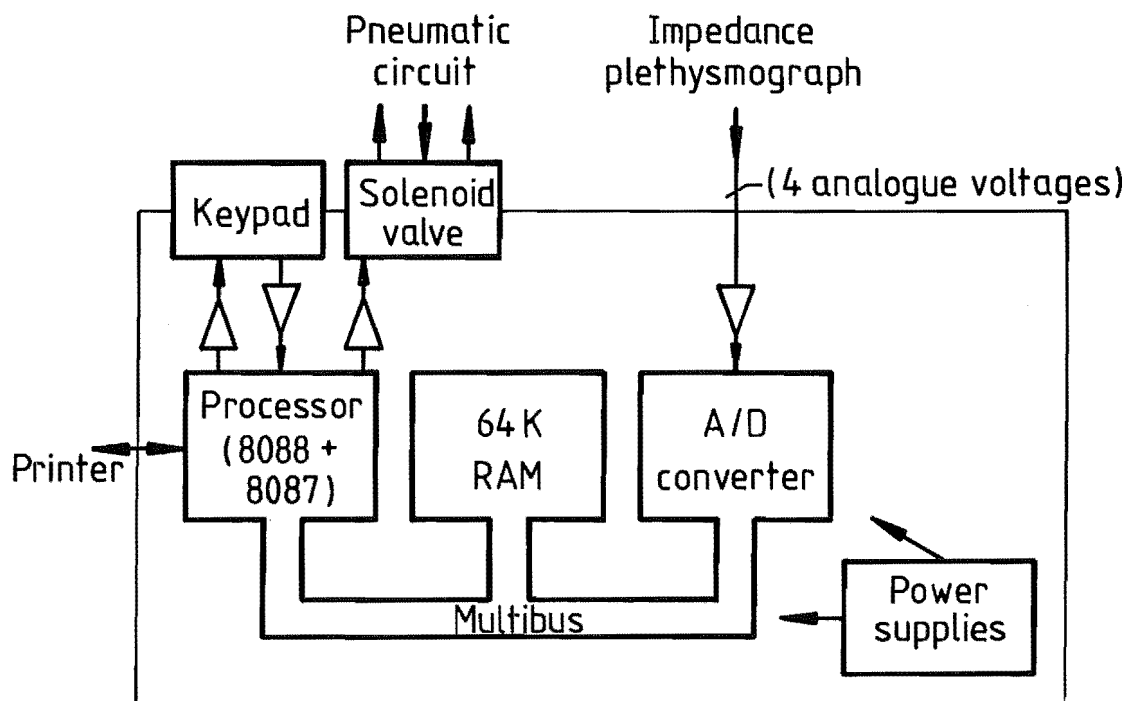 Pneumatic
circuit
Impedance
plethysmograph
(4 analogue voltages)
Keypad
Solenoid
valve
Processor
(8088 +
8087)
64K
RAM
A/D
converter
Printer
Multibus
Power
supplies